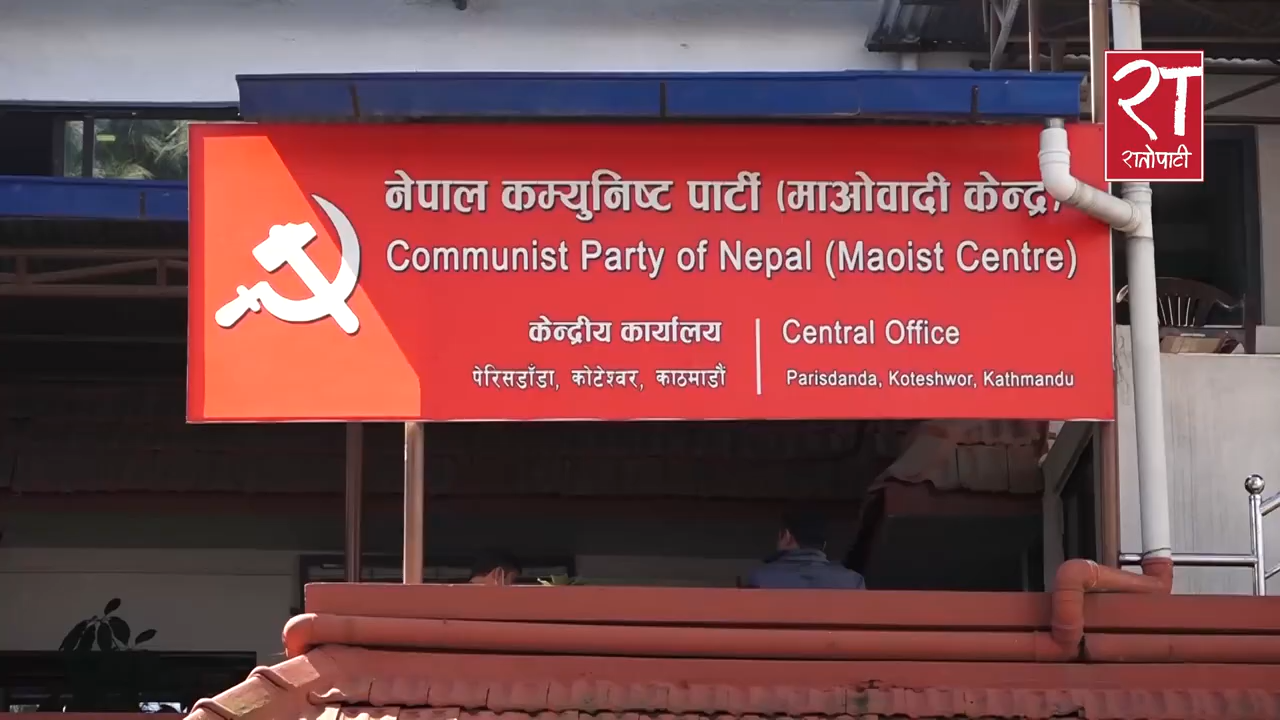 नेपाल कम्युनिष्ट पार्टी (माओवादी केन्द्र)
Communist Party of Nepal (Maoist Centre)
केन्द्रीय कार्यालय
पेरिसडाँडा, कोटेश्वर, काठमाडौं
Central Office
Parisdanda, Koteshwor, Kathmandu
रा
रातोपाटी